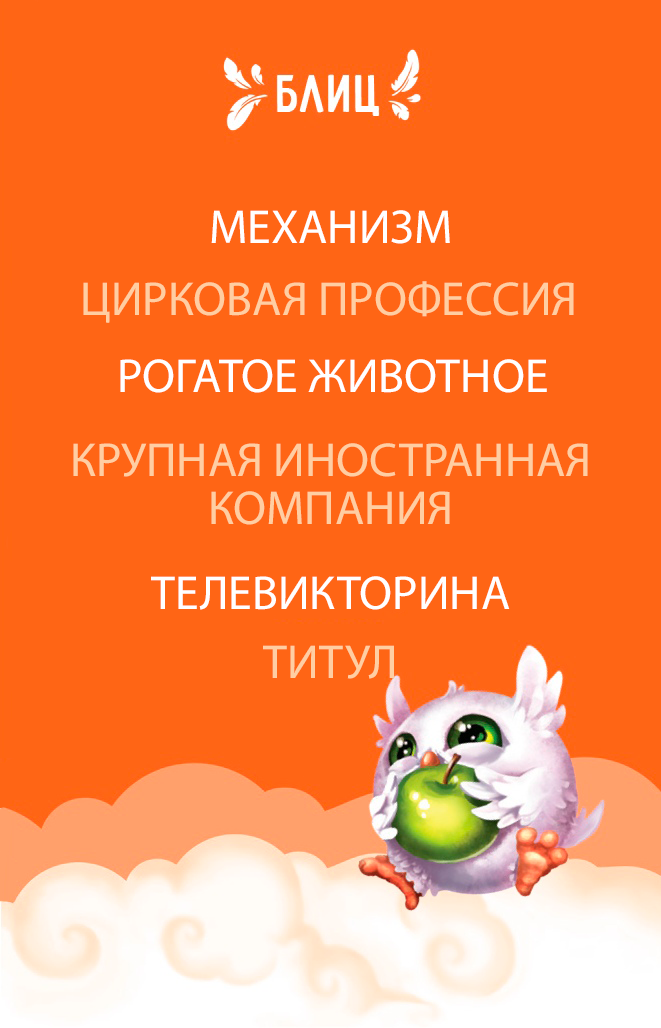 БЛИЦ
МЕХАНИЗМ
ЦИРКОВАЯ ПРОФЕССИЯ
РОГАТОЕ ЖИВОТНОЕ
КРУПНАЯ ИНОСТРАННАЯ
КОМПАНИЯ
ТЕЛЕВИКТОРИНА
ТИТУЛ